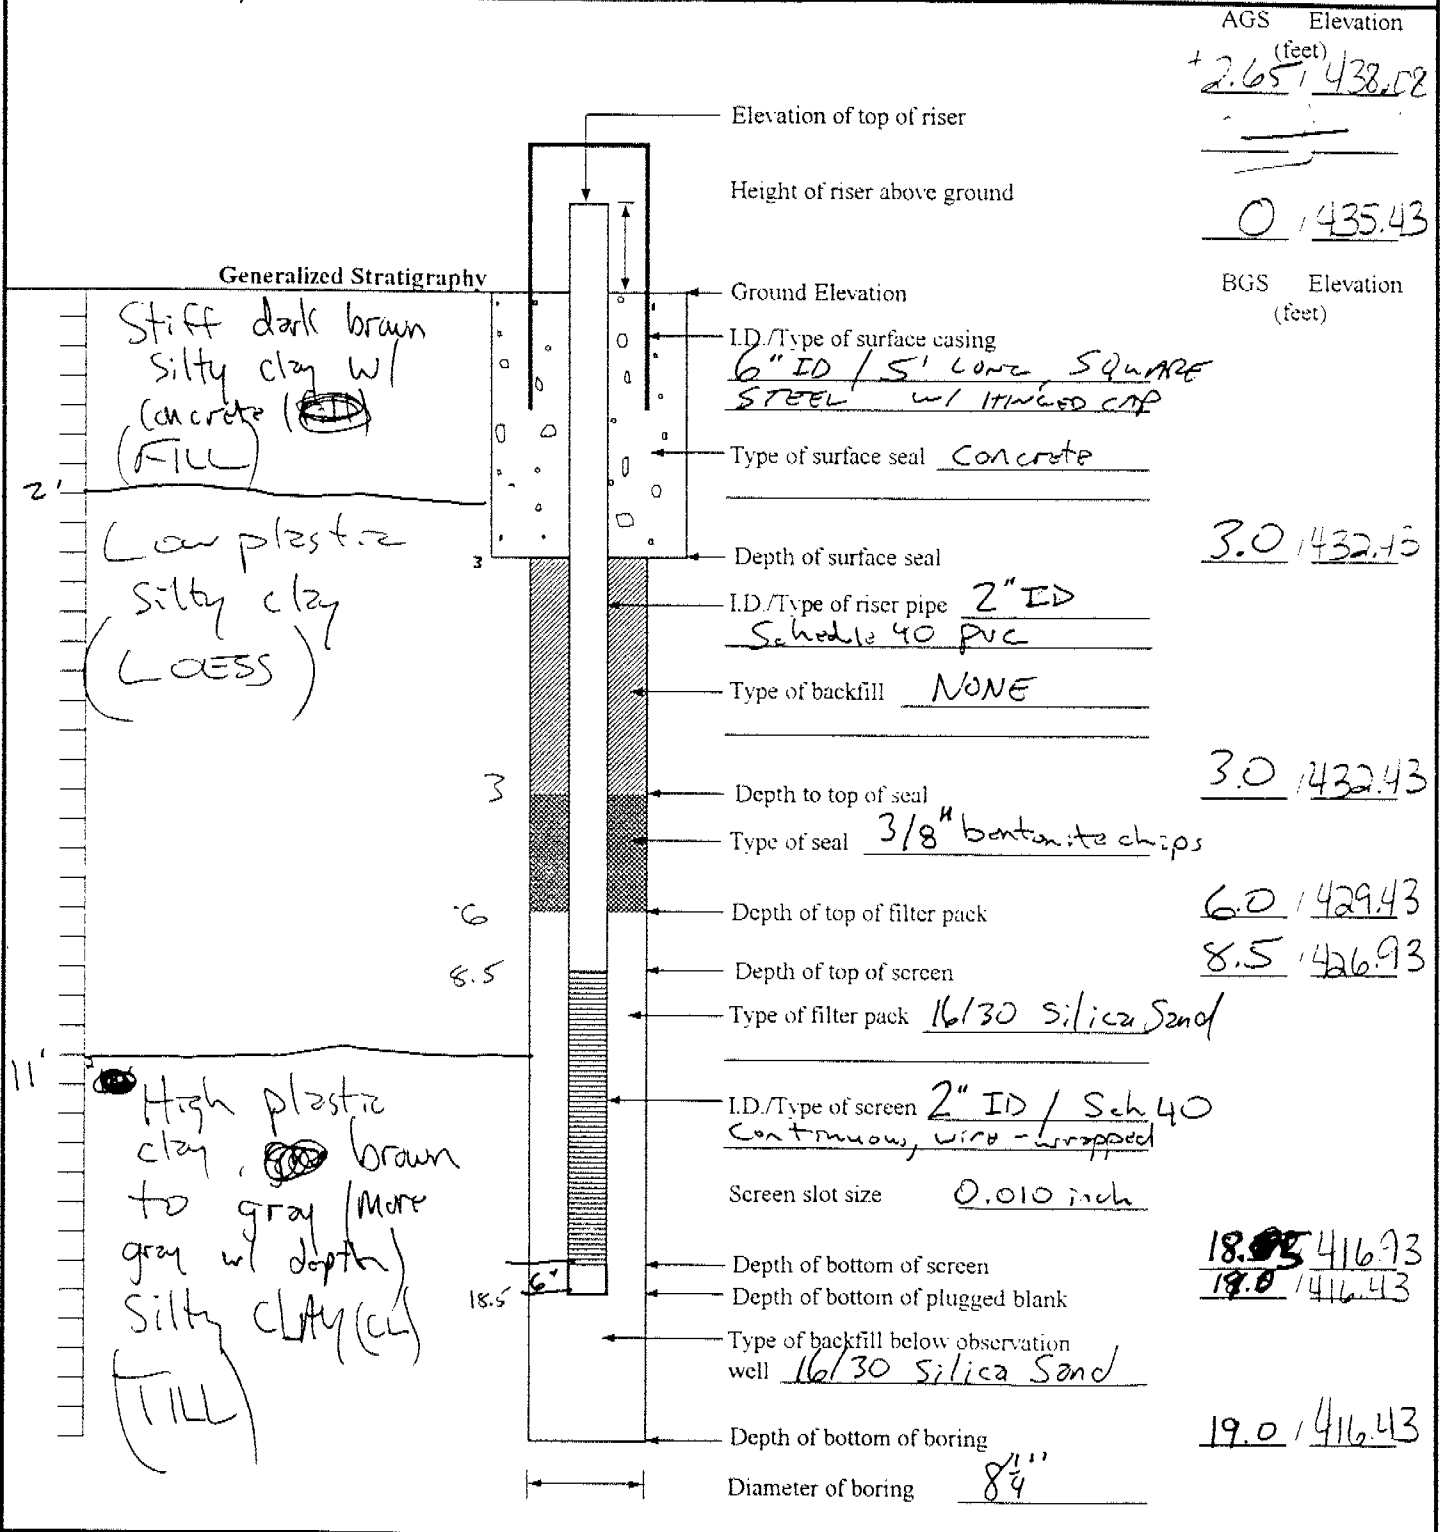 AGS Elevation
(feet)
+2.65 / 438.08
Elevation of top of riser
Height of riser above ground
0 / 435.43
Generalized Stratigraphy
Ground Elevation
BGS Elevation
(feet)
Stiff dark brown
silty clay w/
concrete
(FILL)
I.D./Type of surface casing
6" ID / 5' LONG, SQUARE
STEEL w/ HINGED CAP
Type of surface seal Concrete
2'
Low plastic
silty clay
(LOESS)
3
Depth of surface seal
3.0 / 432.43
I.D./Type of riser pipe 2" ID
Schedule 40 PVC
Type of backfill NONE
3
Depth to top of seal
3.0 / 432.43
Type of seal 3/8" bentonite chips
6
Depth of top of filter pack
6.0 / 429.43
8.5
Depth of top of screen
8.5 / 426.93
Type of filter pack 16/30 Silica Sand
11'
High plastic
clay, brown
to gray (more
gray w/ depth)
Silty CLAY (CL)
(TILL)
I.D./Type of screen 2" ID / Sch 40
Continuous, wire-wrapped
Screen slot size 0.010 inch
Depth of bottom of screen
18.5 / 416.93
6"
18.5
Depth of bottom of plugged blank
19.0 / 416.43
Type of backfill below observation
well 16/30 Silica Sand
Depth of bottom of boring
19.0 / 416.43
Diameter of boring 8 1/4"